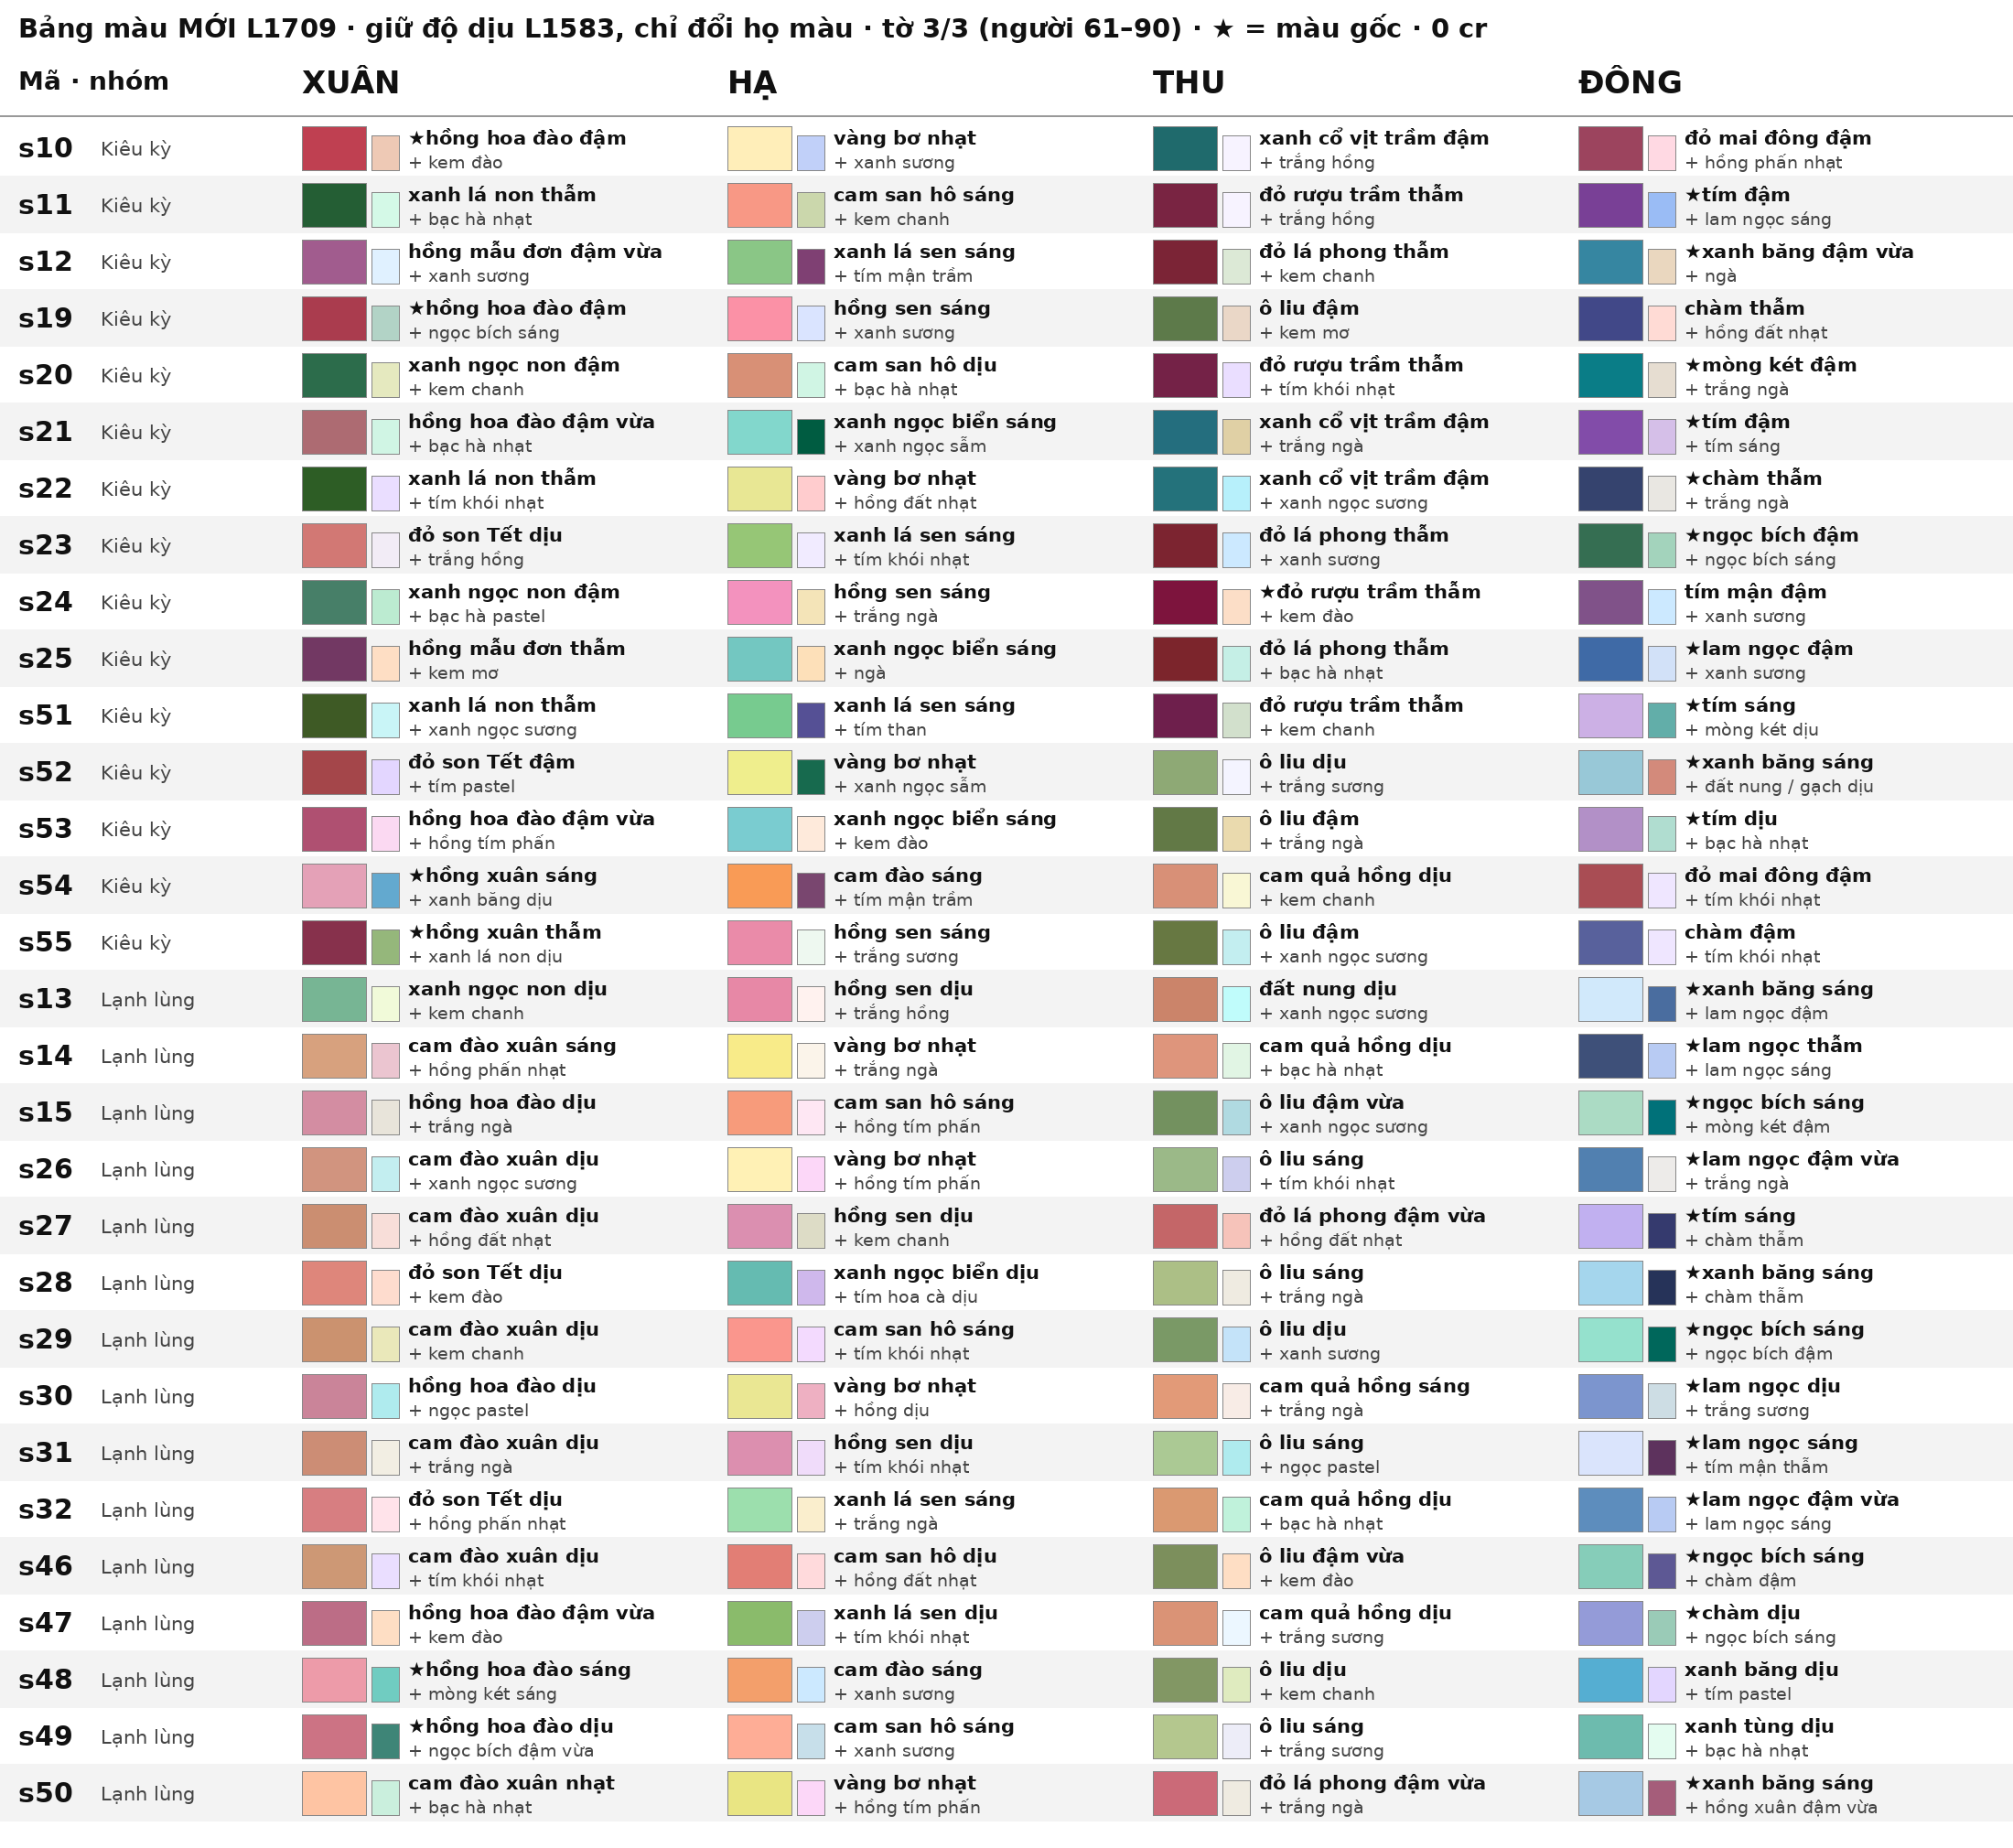 Bảng màu MỚI L1709 · giữ độ dịu L1583, chỉ đổi họ màu · tờ 3/3 (người 61–90) · ★ = màu gốc · 0 cr
Mã · nhóm XUÂN HẠ THU ĐÔNG
s10 Kiêu kỳ ★hồng hoa đào đậm vàng bơ nhạt xanh cổ vịt trầm đậm đỏ mai đông đậm
+ kem đào + xanh sương + trắng hồng + hồng phấn nhạt
s11 Kiêu kỳ xanh lá non thẫm cam san hô sáng đỏ rượu trầm thẫm ★tím đậm
+ bạc hà nhạt + kem chanh + trắng hồng + lam ngọc sáng
s12 Kiêu kỳ hồng mẫu đơn đậm vừa xanh lá sen sáng đỏ lá phong thẫm ★xanh băng đậm vừa
+ xanh sương + tím mận trầm + kem chanh + ngà
s19 Kiêu kỳ ★hồng hoa đào đậm hồng sen sáng ô liu đậm chàm thẫm
+ ngọc bích sáng + xanh sương + kem mơ + hồng đất nhạt
s20 Kiêu kỳ xanh ngọc non đậm cam san hô dịu đỏ rượu trầm thẫm ★mòng két đậm
+ kem chanh + bạc hà nhạt + tím khói nhạt + trắng ngà
s21 Kiêu kỳ hồng hoa đào đậm vừa xanh ngọc biển sáng xanh cổ vịt trầm đậm ★tím đậm
+ bạc hà nhạt + xanh ngọc sẫm + trắng ngà + tím sáng
s22 Kiêu kỳ xanh lá non thẫm vàng bơ nhạt xanh cổ vịt trầm đậm ★chàm thẫm
+ tím khói nhạt + hồng đất nhạt + xanh ngọc sương + trắng ngà
s23 Kiêu kỳ đỏ son Tết dịu xanh lá sen sáng đỏ lá phong thẫm ★ngọc bích đậm
+ trắng hồng + tím khói nhạt + xanh sương + ngọc bích sáng
s24 Kiêu kỳ xanh ngọc non đậm hồng sen sáng ★đỏ rượu trầm thẫm tím mận đậm
+ bạc hà pastel + trắng ngà + kem đào + xanh sương
s25 Kiêu kỳ hồng mẫu đơn thẫm xanh ngọc biển sáng đỏ lá phong thẫm ★lam ngọc đậm
+ kem mơ + ngà + bạc hà nhạt + xanh sương
s51 Kiêu kỳ xanh lá non thẫm xanh lá sen sáng đỏ rượu trầm thẫm ★tím sáng
+ xanh ngọc sương + tím than + kem chanh + mòng két dịu
s52 Kiêu kỳ đỏ son Tết đậm vàng bơ nhạt ô liu dịu ★xanh băng sáng
+ tím pastel + xanh ngọc sẫm + trắng sương + đất nung / gạch dịu
s53 Kiêu kỳ hồng hoa đào đậm vừa xanh ngọc biển sáng ô liu đậm ★tím dịu
+ hồng tím phấn + kem đào + trắng ngà + bạc hà nhạt
s54 Kiêu kỳ ★hồng xuân sáng cam đào sáng cam quả hồng dịu đỏ mai đông đậm
+ xanh băng dịu + tím mận trầm + kem chanh + tím khói nhạt
s55 Kiêu kỳ ★hồng xuân thẫm hồng sen sáng ô liu đậm chàm đậm
+ xanh lá non dịu + trắng sương + xanh ngọc sương + tím khói nhạt
s13 Lạnh lùng xanh ngọc non dịu hồng sen dịu đất nung dịu ★xanh băng sáng
+ kem chanh + trắng hồng + xanh ngọc sương + lam ngọc đậm
s14 Lạnh lùng cam đào xuân sáng vàng bơ nhạt cam quả hồng dịu ★lam ngọc thẫm
+ hồng phấn nhạt + trắng ngà + bạc hà nhạt + lam ngọc sáng
s15 Lạnh lùng hồng hoa đào dịu cam san hô sáng ô liu đậm vừa ★ngọc bích sáng
+ trắng ngà + hồng tím phấn + xanh ngọc sương + mòng két đậm
s26 Lạnh lùng cam đào xuân dịu vàng bơ nhạt ô liu sáng ★lam ngọc đậm vừa
+ xanh ngọc sương + hồng tím phấn + tím khói nhạt + trắng ngà
s27 Lạnh lùng cam đào xuân dịu hồng sen dịu đỏ lá phong đậm vừa ★tím sáng
+ hồng đất nhạt + kem chanh + hồng đất nhạt + chàm thẫm
s28 Lạnh lùng đỏ son Tết dịu xanh ngọc biển dịu ô liu sáng ★xanh băng sáng
+ kem đào + tím hoa cà dịu + trắng ngà + chàm thẫm
s29 Lạnh lùng cam đào xuân dịu cam san hô sáng ô liu dịu ★ngọc bích sáng
+ kem chanh + tím khói nhạt + xanh sương + ngọc bích đậm
s30 Lạnh lùng hồng hoa đào dịu vàng bơ nhạt cam quả hồng sáng ★lam ngọc dịu
+ ngọc pastel + hồng dịu + trắng ngà + trắng sương
s31 Lạnh lùng cam đào xuân dịu hồng sen dịu ô liu sáng ★lam ngọc sáng
+ trắng ngà + tím khói nhạt + ngọc pastel + tím mận thẫm
s32 Lạnh lùng đỏ son Tết dịu xanh lá sen sáng cam quả hồng dịu ★lam ngọc đậm vừa
+ hồng phấn nhạt + trắng ngà + bạc hà nhạt + lam ngọc sáng
s46 Lạnh lùng cam đào xuân dịu cam san hô dịu ô liu đậm vừa ★ngọc bích sáng
+ tím khói nhạt + hồng đất nhạt + kem đào + chàm đậm
s47 Lạnh lùng hồng hoa đào đậm vừa xanh lá sen dịu cam quả hồng dịu ★chàm dịu
+ kem đào + tím khói nhạt + trắng sương + ngọc bích sáng
s48 Lạnh lùng ★hồng hoa đào sáng cam đào sáng ô liu dịu xanh băng dịu
+ mòng két sáng + xanh sương + kem chanh + tím pastel
s49 Lạnh lùng ★hồng hoa đào dịu cam san hô sáng ô liu sáng xanh tùng dịu
+ ngọc bích đậm vừa + xanh sương + trắng sương + bạc hà nhạt
s50 Lạnh lùng cam đào xuân nhạt vàng bơ nhạt đỏ lá phong đậm vừa ★xanh băng sáng
+ bạc hà nhạt + hồng tím phấn + trắng ngà + hồng xuân đậm vừa